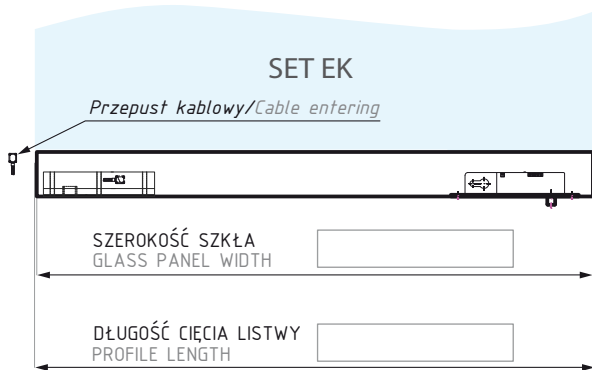 SET EK
Przepust kablowy/Cable entering
SZEROKOŚĆ SZKŁA
GLASS PANEL WIDTH
DŁUGOŚĆ CIĘCIA LISTWY
PROFILE LENGTH